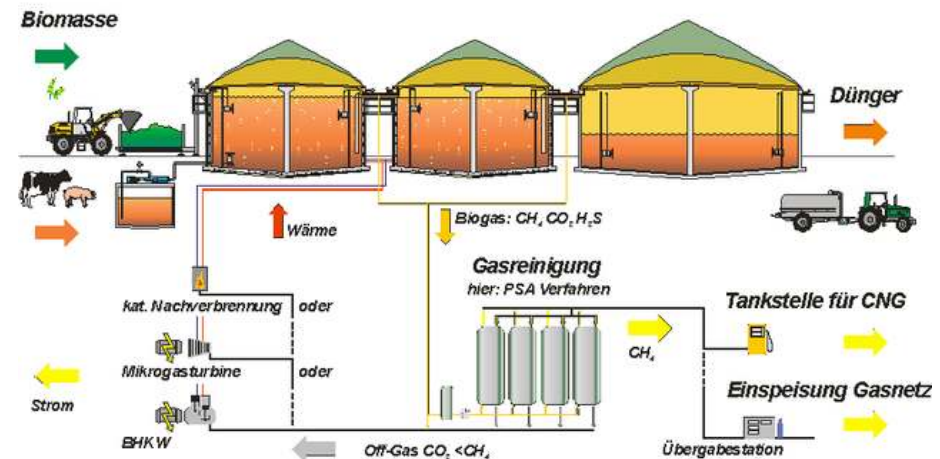 Biomasse
Dünger
Wärme
Biogas: CH₄ CO₂ H₂S
Gasreinigung
hier: PSA Verfahren
kat. Nachverbrennung
oder
Tankstelle für CNG
CH₄
Mikrogasturbine
oder
Einspeisung Gasnetz
Strom
BHKW
Off-Gas CO₂ <CH₄
Übergabestation